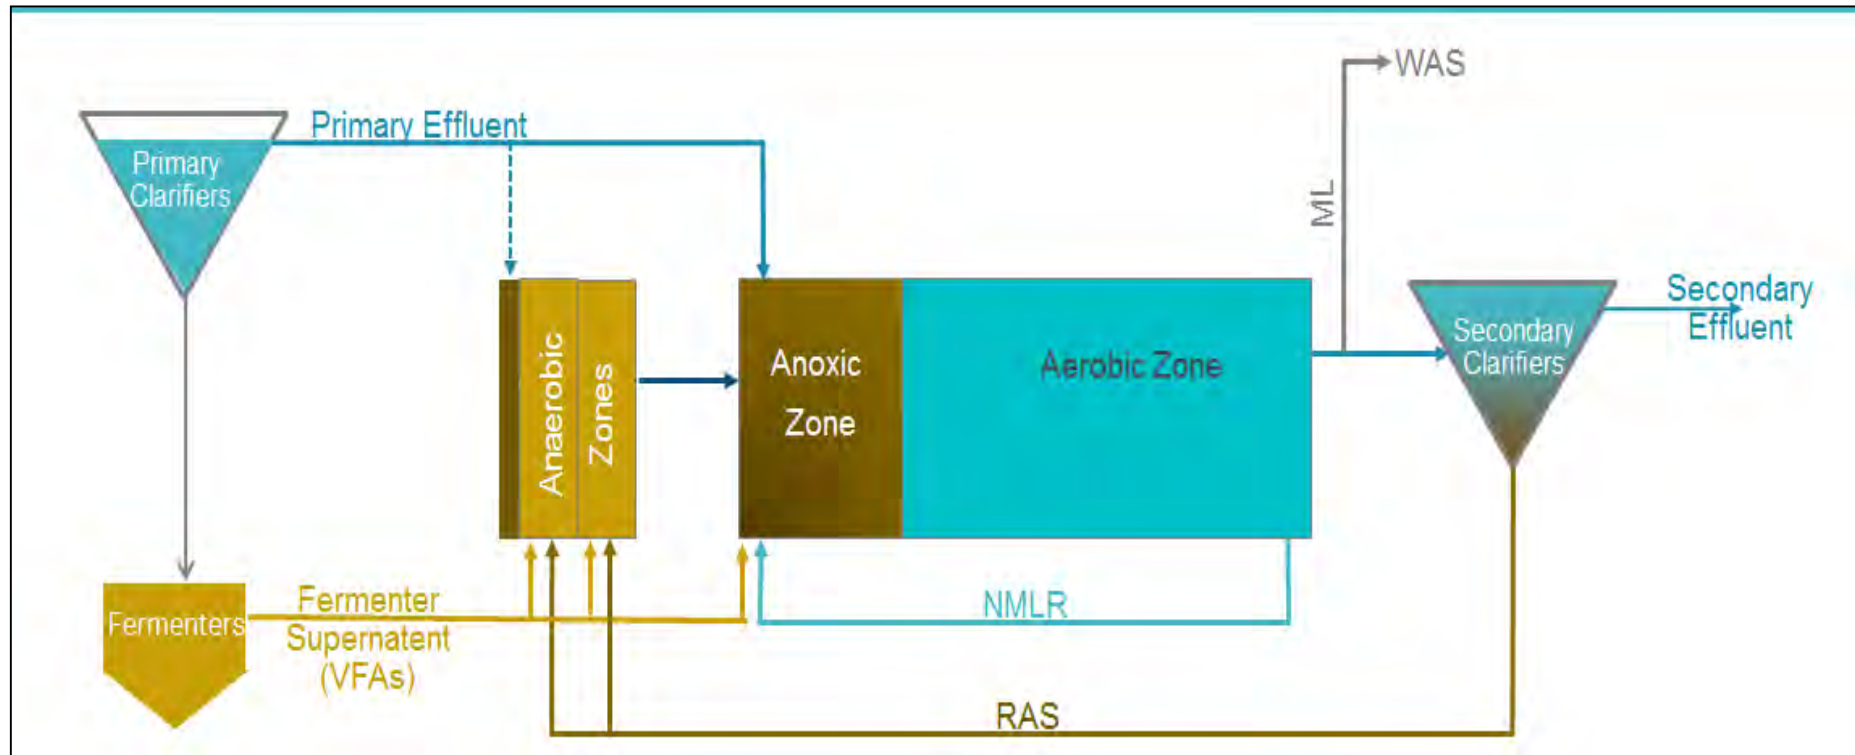 WAS
Primary Effluent
Primary
Clarifiers
ML
Secondary
Effluent
Anaerobic
Zones
Anoxic
Zone
Aerobic Zone
Secondary
Clarifiers
Fermenters
Fermenter
Supernatent
(VFAs)
NMLR
RAS